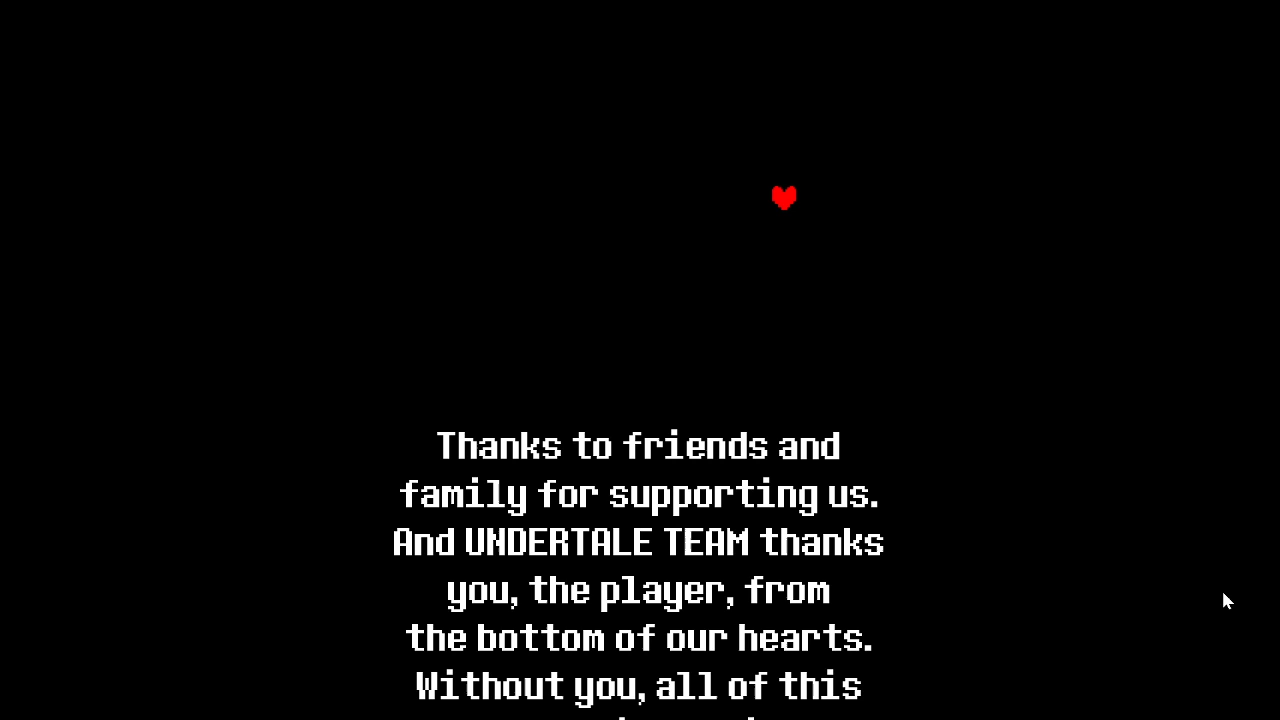 Thanks to friends and
family for supporting us.
And UNDERTALE TEAM thanks
you, the player, from
the bottom of our hearts.
Without you, all of this